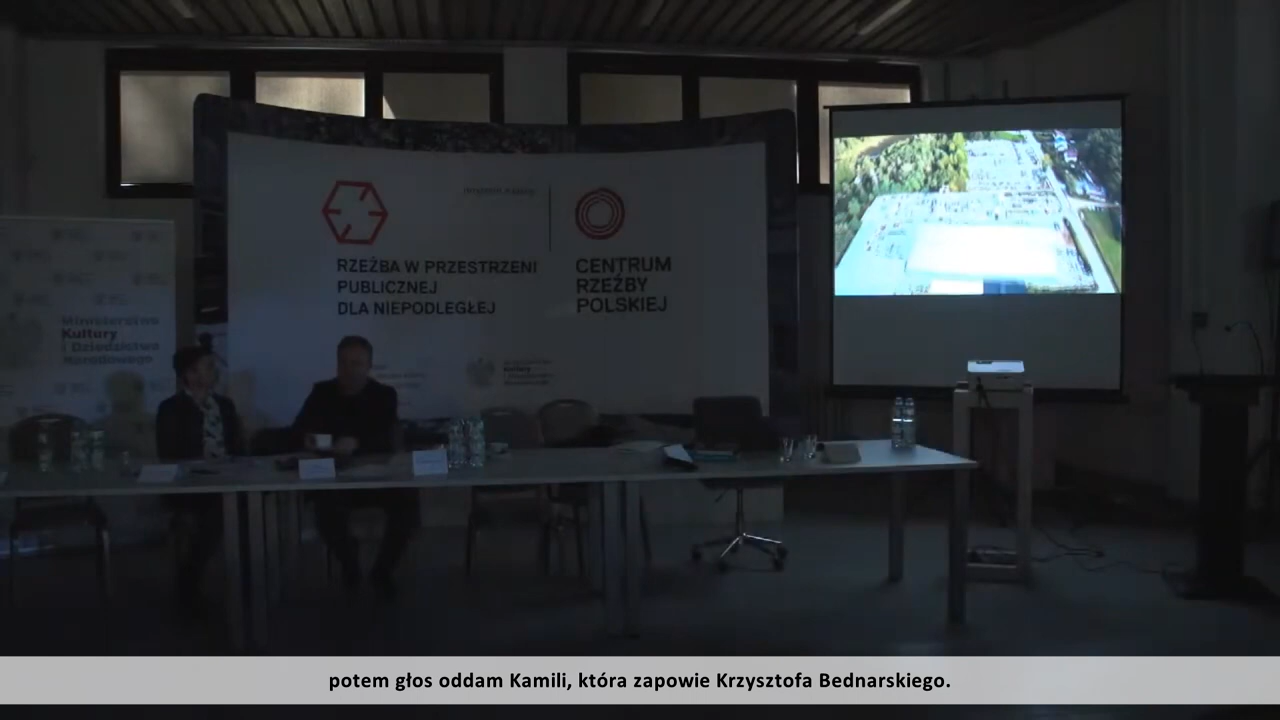 RZEŹBA W PRZESTRZENI
PUBLICZNEJ
DLA NIEPODLEGŁEJ
CENTRUM
RZEŹBY
POLSKIEJ
Ministerstwo
Kultury
i Dziedzictwa
Narodowego
Kultury
potem głos oddam Kamili, która zapowie Krzysztofa Bednarskiego.